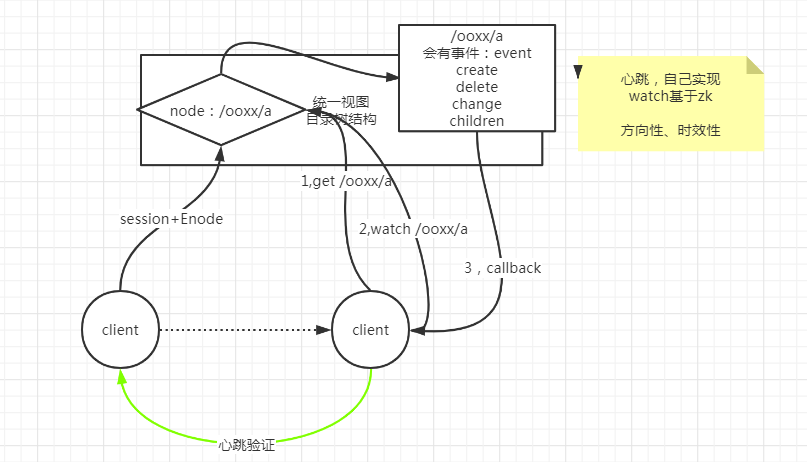 /ooxx/a
会有事件：event
create
delete
change
children
心跳，自己实现
watch基于zk
方向性、时效性
node：/ooxx/a
统一视图
目录树结构
1,get /ooxx/a
session+Enode
2,watch /ooxx/a
3，callback
client
client
心跳验证